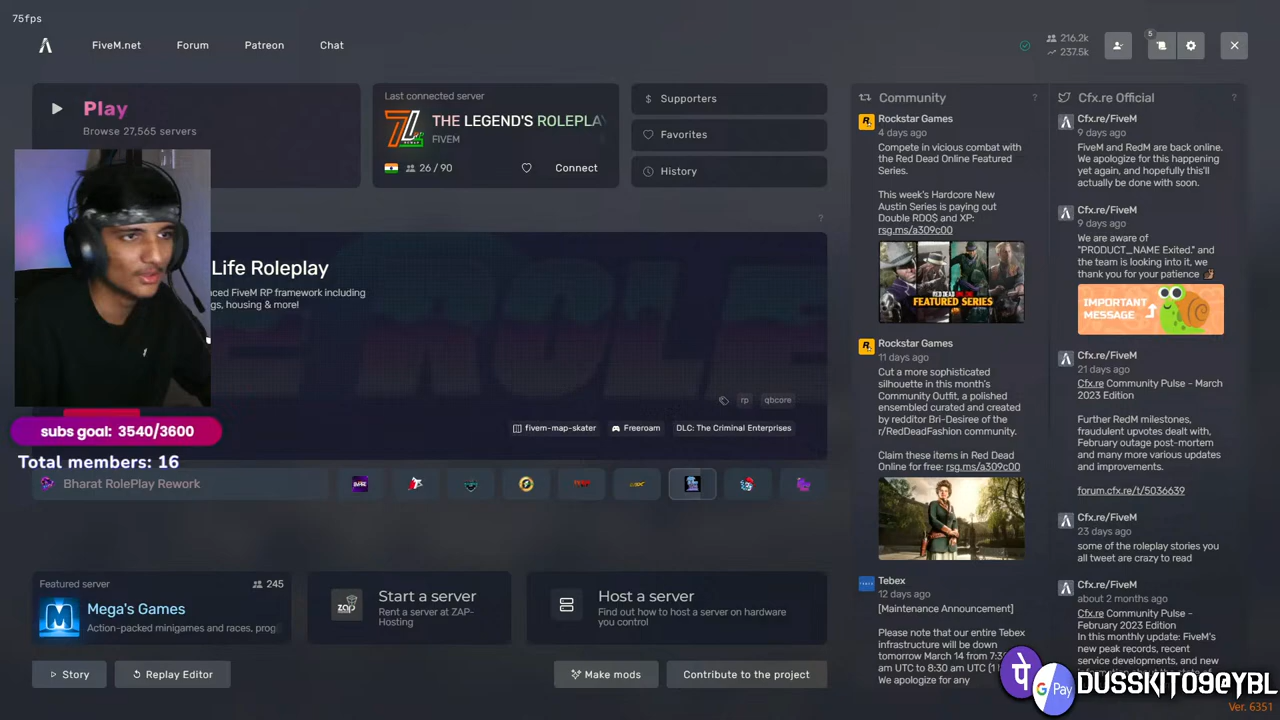 75fps
FiveM.net
Forum
Patreon
Chat
216.2k
237.5k
5
Play
Browse 27,565 servers
Last connected server
THE LEGEND'S ROLEPLA
FIVEM
26 / 90
Connect
Supporters
Favorites
History
?
Life Roleplay
ced FiveM RP framework including
gs, housing & more!
rp
qbcore
fivem-map-skater
Freeroam
DLC: The Criminal Enterprises
subs goal: 3540/3600
Total members: 16
Bharat RolePlay Rework
Featured server
245
Mega's Games
Action-packed minigames and races, prog
ZAP
Start a server
Rent a server at ZAP-
Hosting
Host a server
Find out how to host a server on hardware
you control
Story
Replay Editor
Make mods
Contribute to the project
Community
?
Rockstar Games
4 days ago
Compete in vicious combat with
the Red Dead Online Featured
Series.
This week's Hardcore New
Austin Series is paying out
Double RDO$ and XP:
rsg.ms/a309c00
RED DEAD ONLINE
FEATURED SERIES
Rockstar Games
11 days ago
Cut a more sophisticated
silhouette in this month's
Community Outfit, a polished
ensembled curated and created
by redditor Bri-Desiree of the
r/RedDeadFashion community.
Claim these items in Red Dead
Online for free: rsg.ms/a309c00
Tebex
12 days ago
[Maintenance Announcement]
Please note that our entire Tebex
infrastructure will be down
tomorrow March 14 from 7:3
am UTC to 8:30 am UTC (1
We apologize for any
Cfx.re Official
?
Cfx.re/FiveM
9 days ago
FiveM and RedM are back online.
We apologize for this happening
yet again, and hopefully this'll
actually be done with soon.
Cfx.re/FiveM
9 days ago
We are aware of
"PRODUCT_NAME Exited." and
the team is looking into it, we
thank you for your patience
IMPORTANT
MESSAGE
Cfx.re/FiveM
21 days ago
Cfx.re Community Pulse - March
2023 Edition
Further RedM milestones,
fraudulent upvotes dealt with,
February outage post-mortem
and many more various updates
and improvements.
forum.cfx.re/t/5036639
Cfx.re/FiveM
23 days ago
some of the roleplay stories you
all tweet are crazy to read
Cfx.re/FiveM
about 2 months ago
Cfx.re Community Pulse -
February 2023 Edition
In this monthly update: FiveM's
new peak records, recent
service developments, and new
पे
G Pay
DUSSKIT09@YBL
Ver. 6351